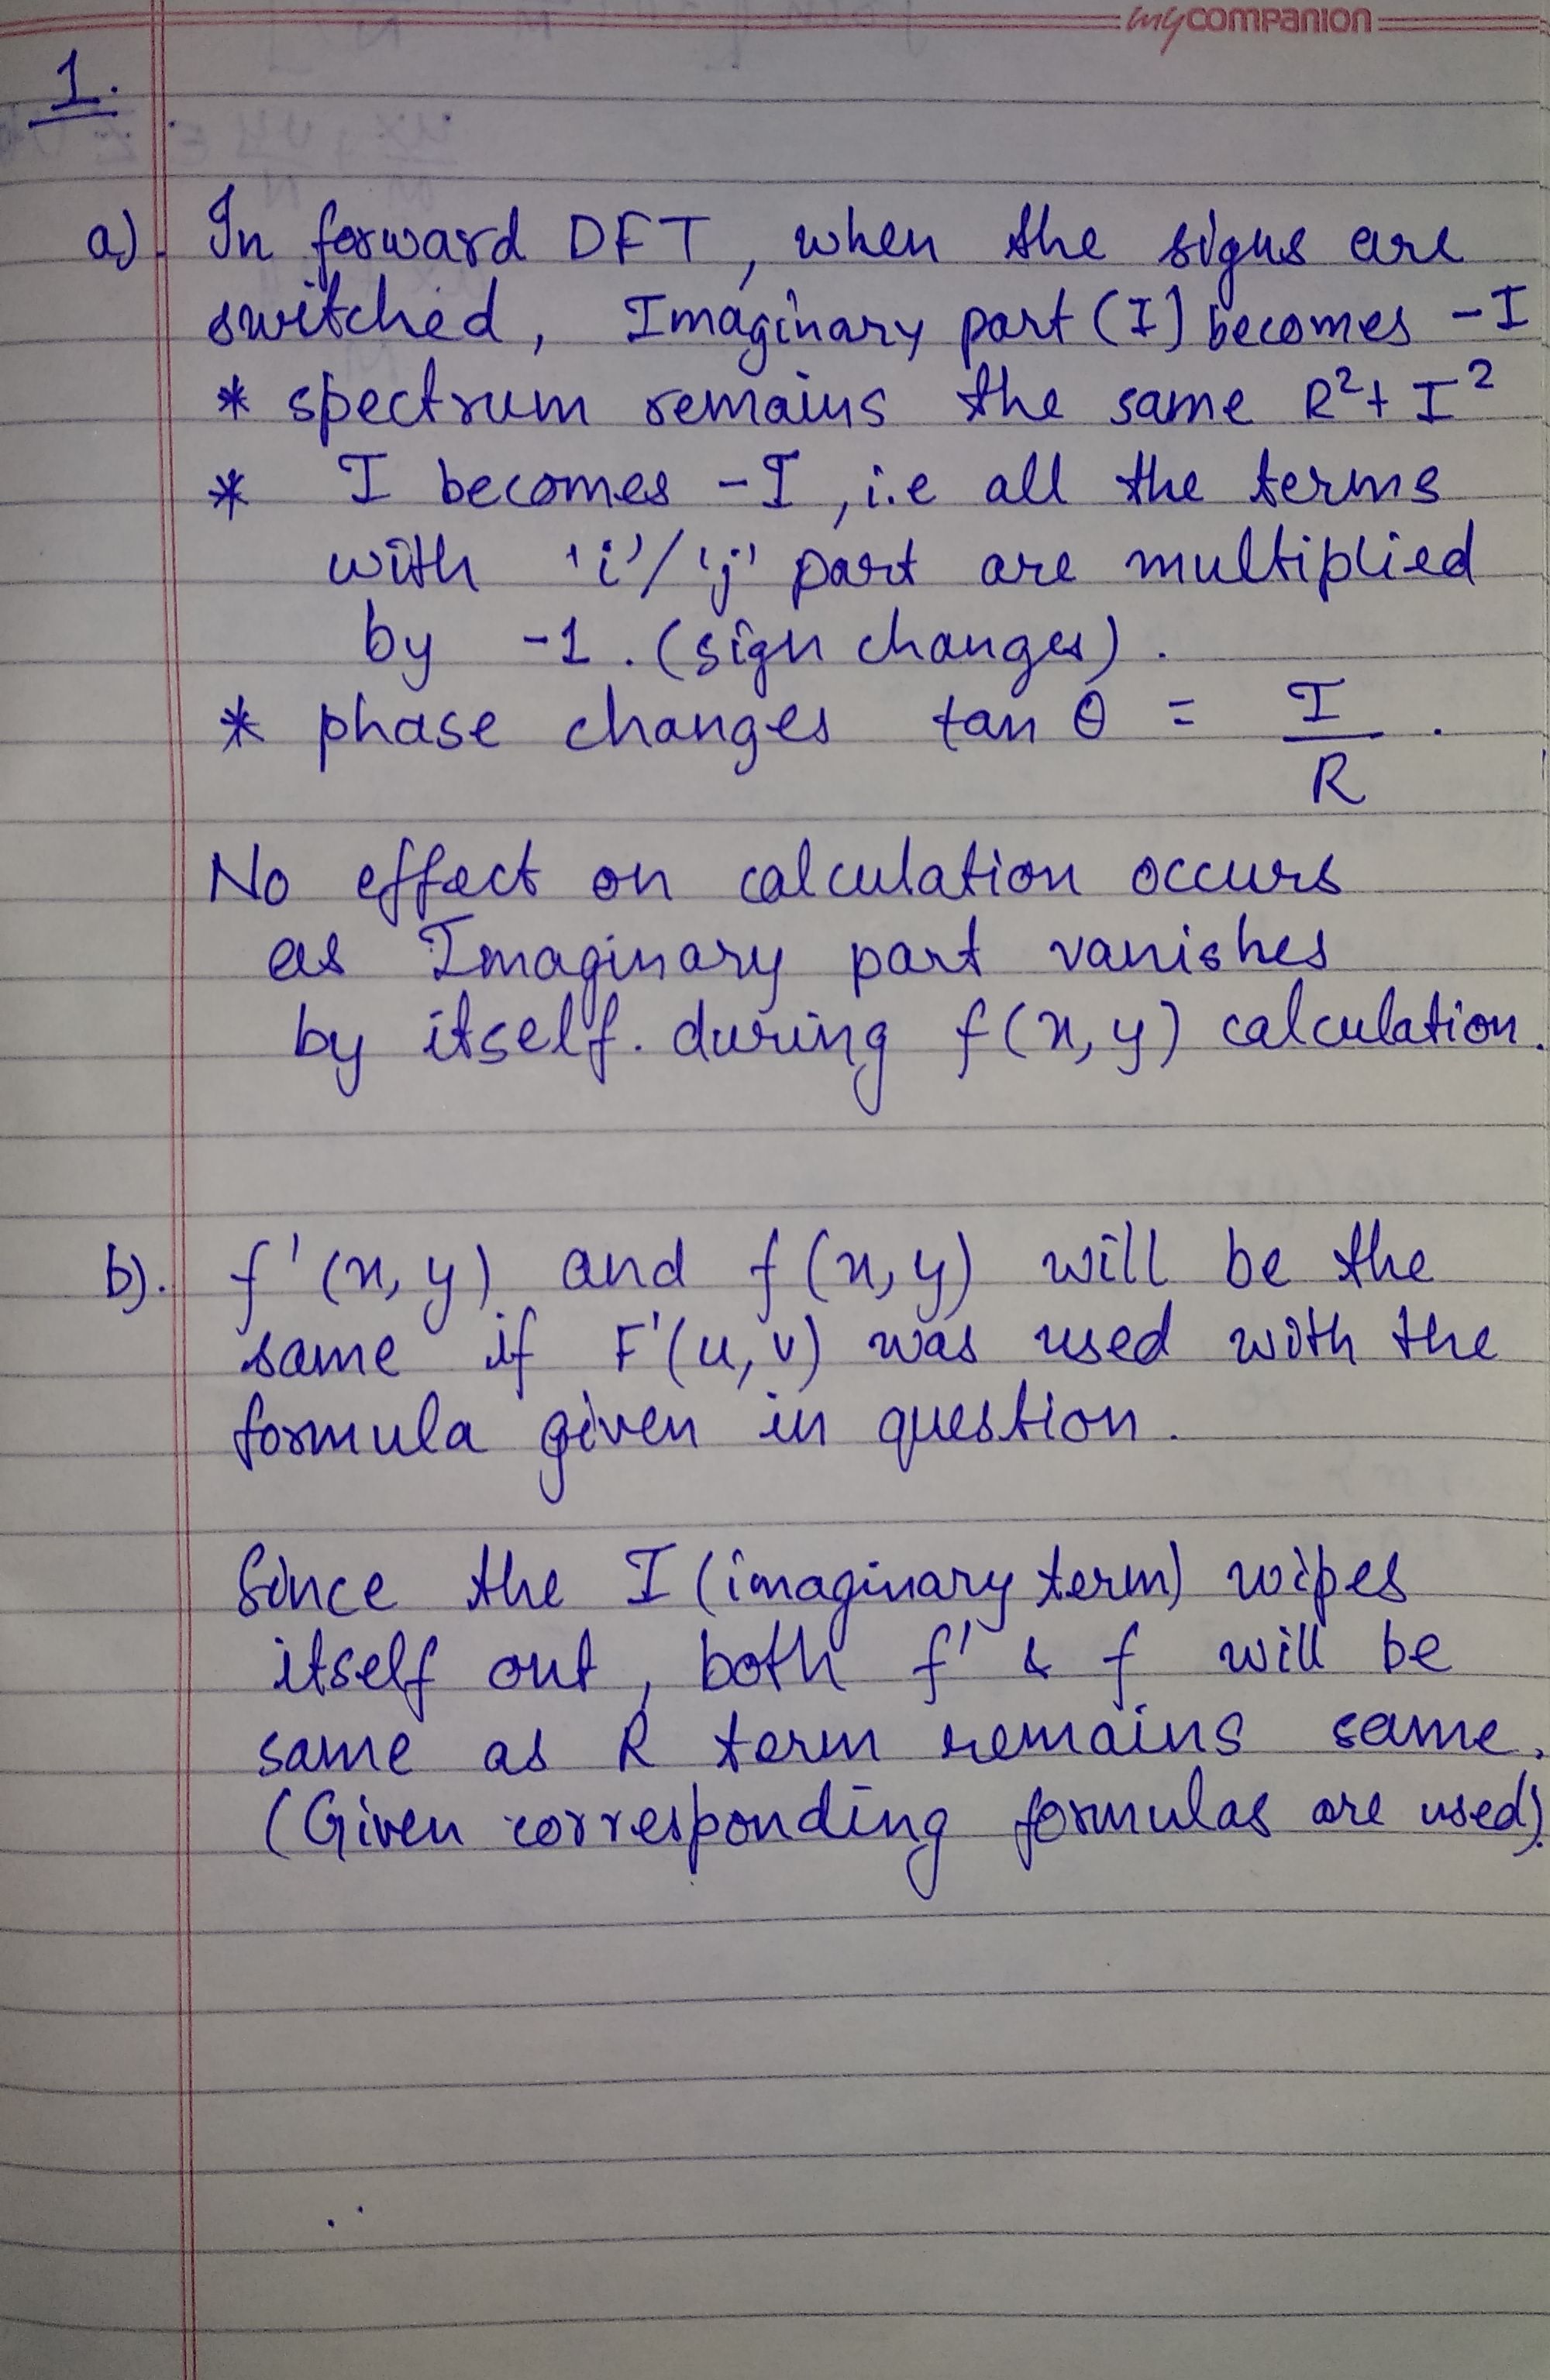 my companion
1.
a). In forward DFT, when the signs are
switched, Imaginary part (I) becomes -I
* spectrum remains the same R²+ I²
* I becomes -I, i.e all the terms
with 'i'/'j' part are multiplied
by -1. (sign changes).
* phase changes tan θ = I/R.
No effect on calculation occurs
as Imaginary part vanishes
by itself. during f(x, y) calculation.
b). f'(x, y) and f(x, y) will be the
same if F'(u, v) was used with the
formula given in question.
Since the I (imaginary term) wipes
itself out, both f' & f will be
same as R term remains same.
(Given corresponding formulas are used).